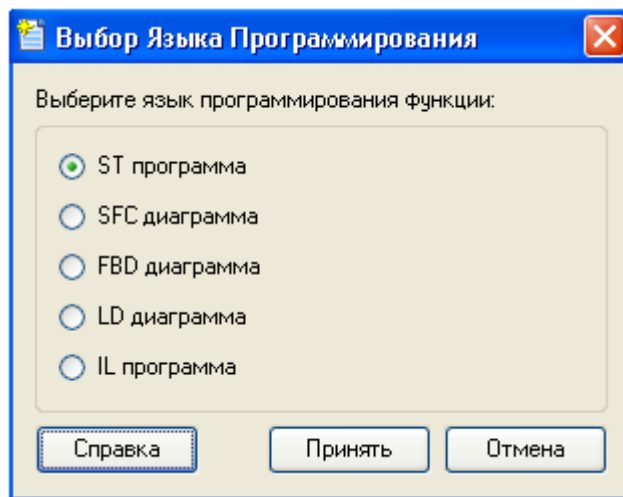 Выбор Языка Программирования
Выберите язык программирования функции:
ST программа
SFC диаграмма
FBD диаграмма
LD диаграмма
IL программа
Справка Принять Отмена